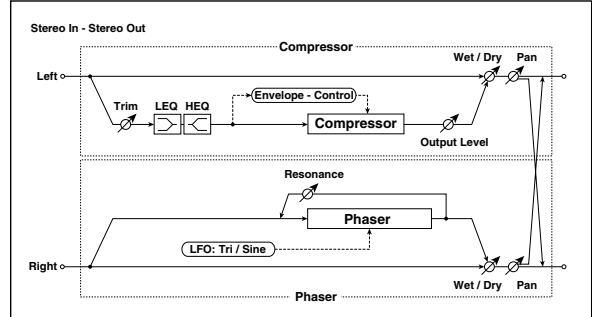 Stereo In - Stereo Out
Compressor
Wet / Dry Pan
Left
Envelope - Control
Trim LEQ HEQ
Compressor
Output Level
Resonance
Phaser
LFO: Tri / Sine
Right
Wet / Dry Pan
Phaser